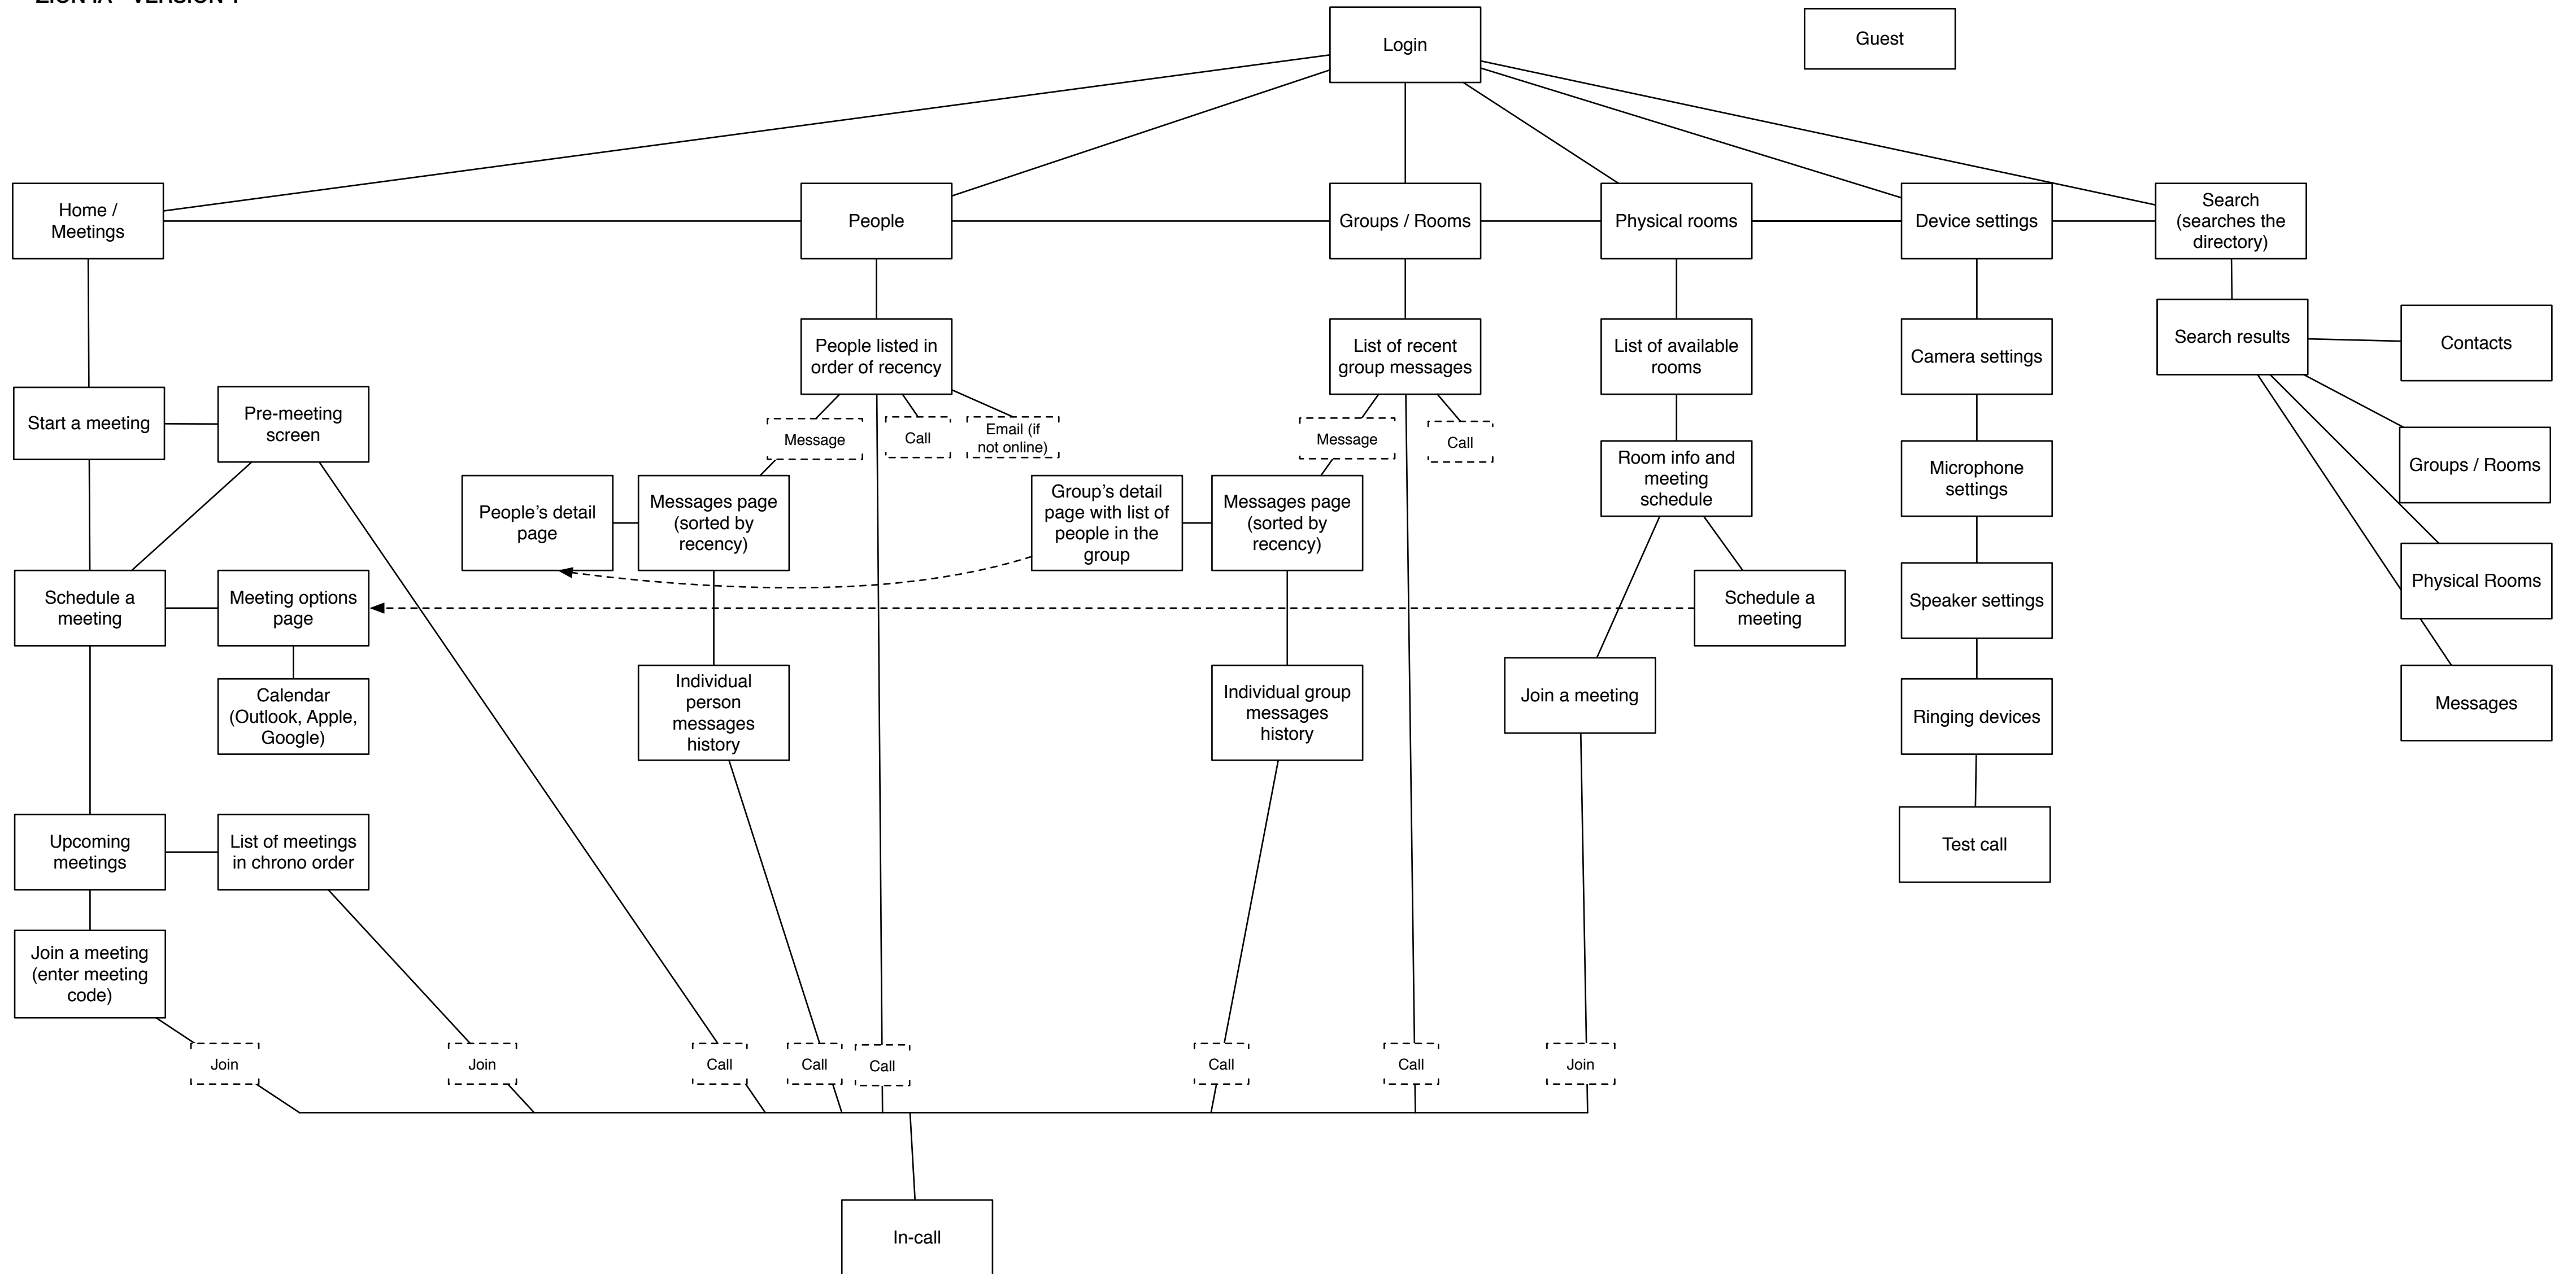 Login
Guest
Home /
Meetings
People
Groups / Rooms
Physical rooms
Device settings
Search
(searches the
directory)
People listed in
order of recency
List of recent
group messages
List of available
rooms
Camera settings
Search results
Contacts
Start a meeting
Pre-meeting
screen
Message
Call
Email (if
not online)
Message
Call
Groups / Rooms
People's detail
page
Messages page
(sorted by
recency)
Group's detail
page with list of
people in the
group
Messages page
(sorted by
recency)
Room info and
meeting
schedule
Microphone
settings
Schedule a
meeting
Meeting options
page
Schedule a
meeting
Speaker settings
Physical Rooms
Calendar
(Outlook, Apple,
Google)
Individual
person
messages
history
Individual group
messages
history
Join a meeting
Ringing devices
Messages
Upcoming
meetings
List of meetings
in chrono order
Test call
Join a meeting
(enter meeting
code)
Join
Join
Call
Call
Call
Call
Call
Join
In-call